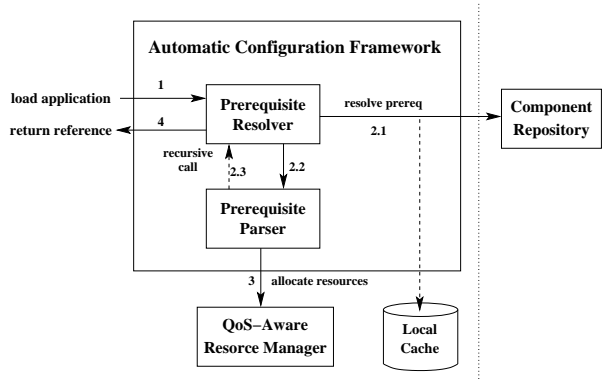 Automatic Configuration Framework
load application
1
return reference
4
Prerequisite
Resolver
resolve prereq
2.1
Component
Repository
recursive
call
2.3
2.2
Prerequisite
Parser
3
allocate resources
QoS−Aware
Resorce Manager
Local
Cache